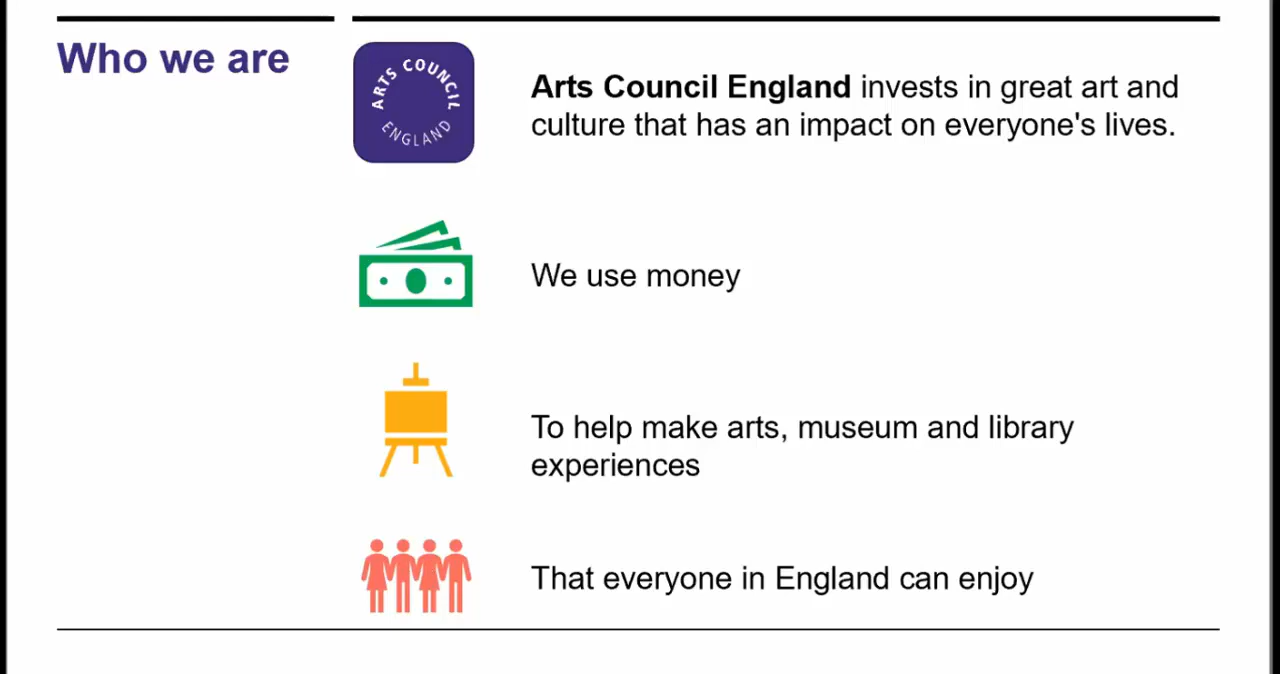 Who we are
ARTS COUNCIL
ENGLAND
Arts Council England invests in great art and
culture that has an impact on everyone's lives.
We use money
To help make arts, museum and library
experiences
That everyone in England can enjoy